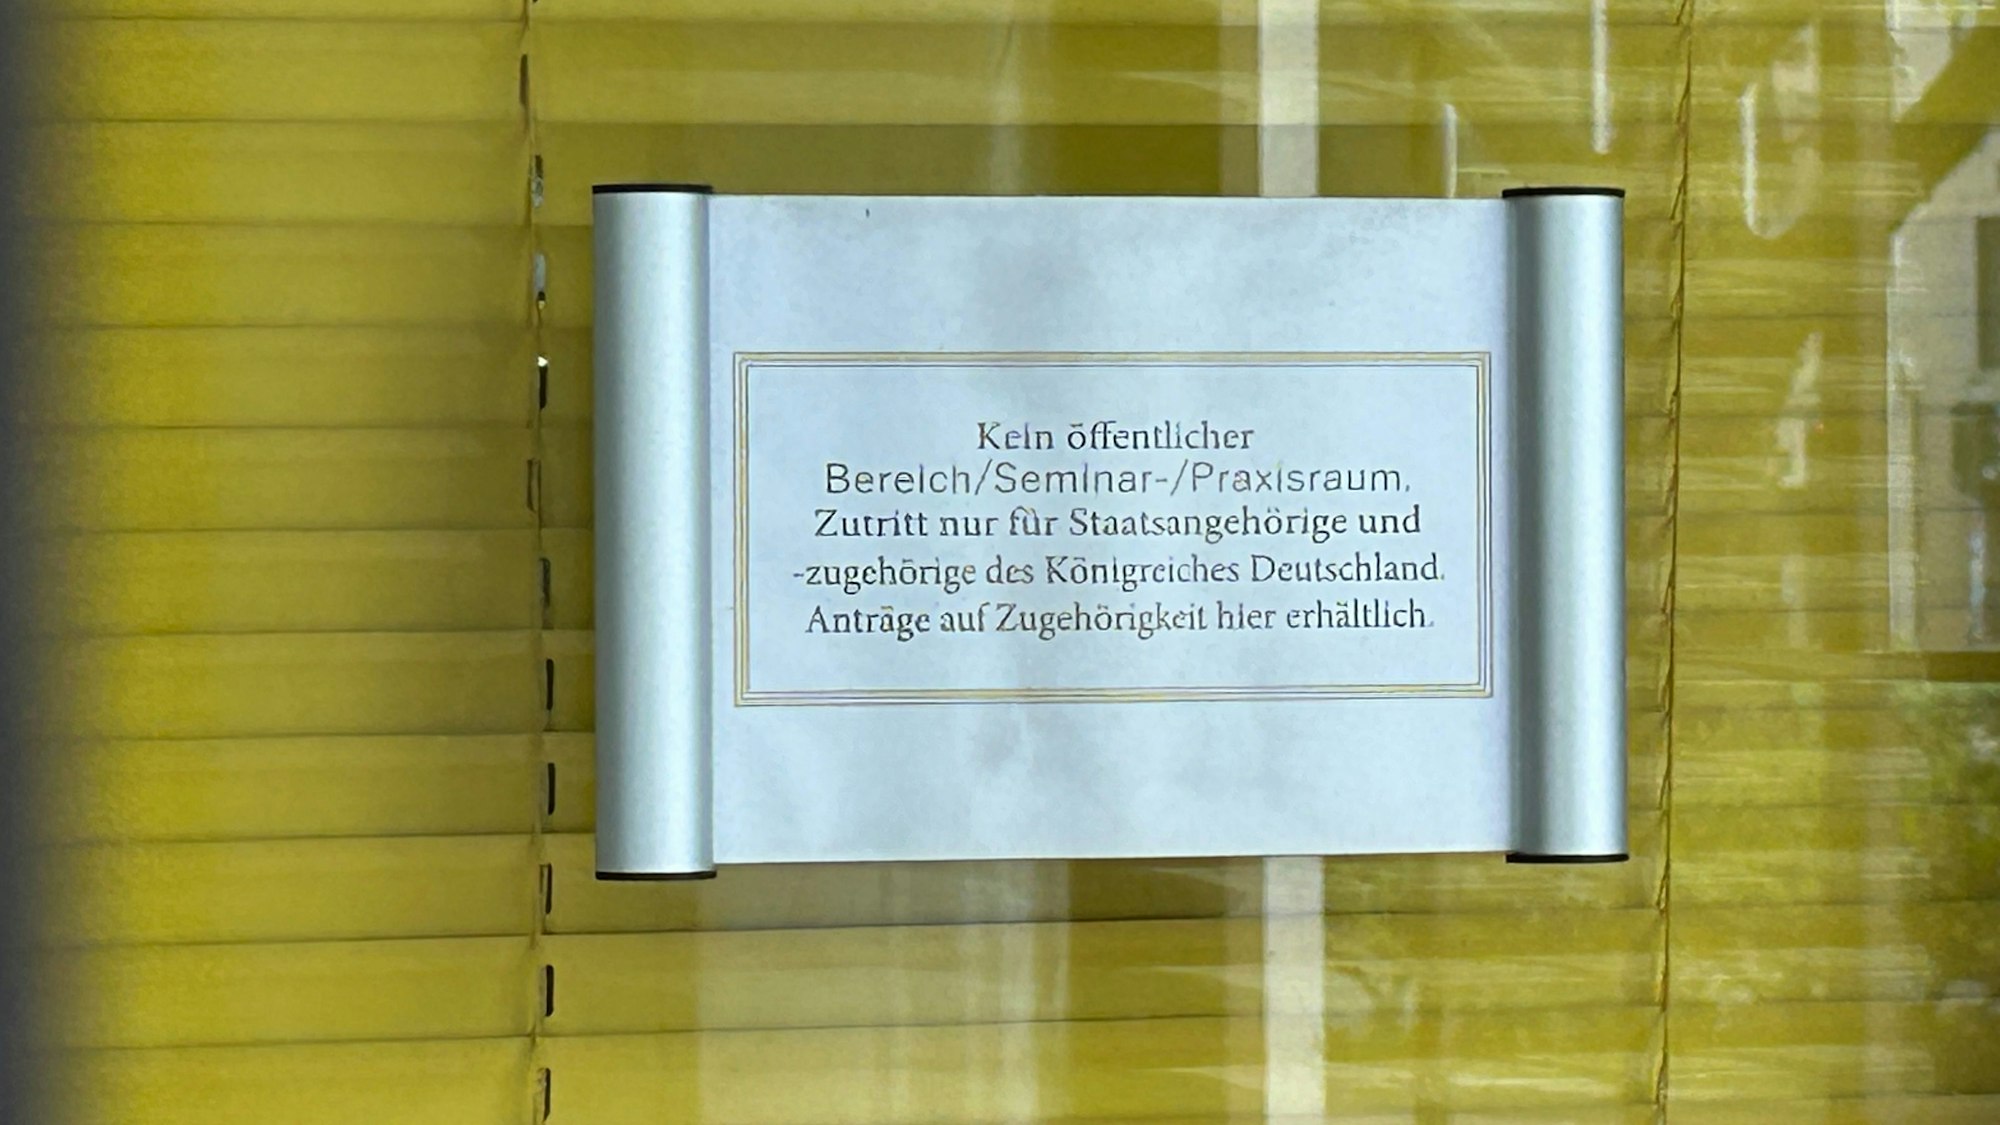 Kein öffentlicher
Bereich/Seminar-/Praxisraum.
Zutritt nur für Staatsangehörige und
-zugehörige des Königreiches Deutschland.
Anträge auf Zugehörigkeit hier erhältlich.